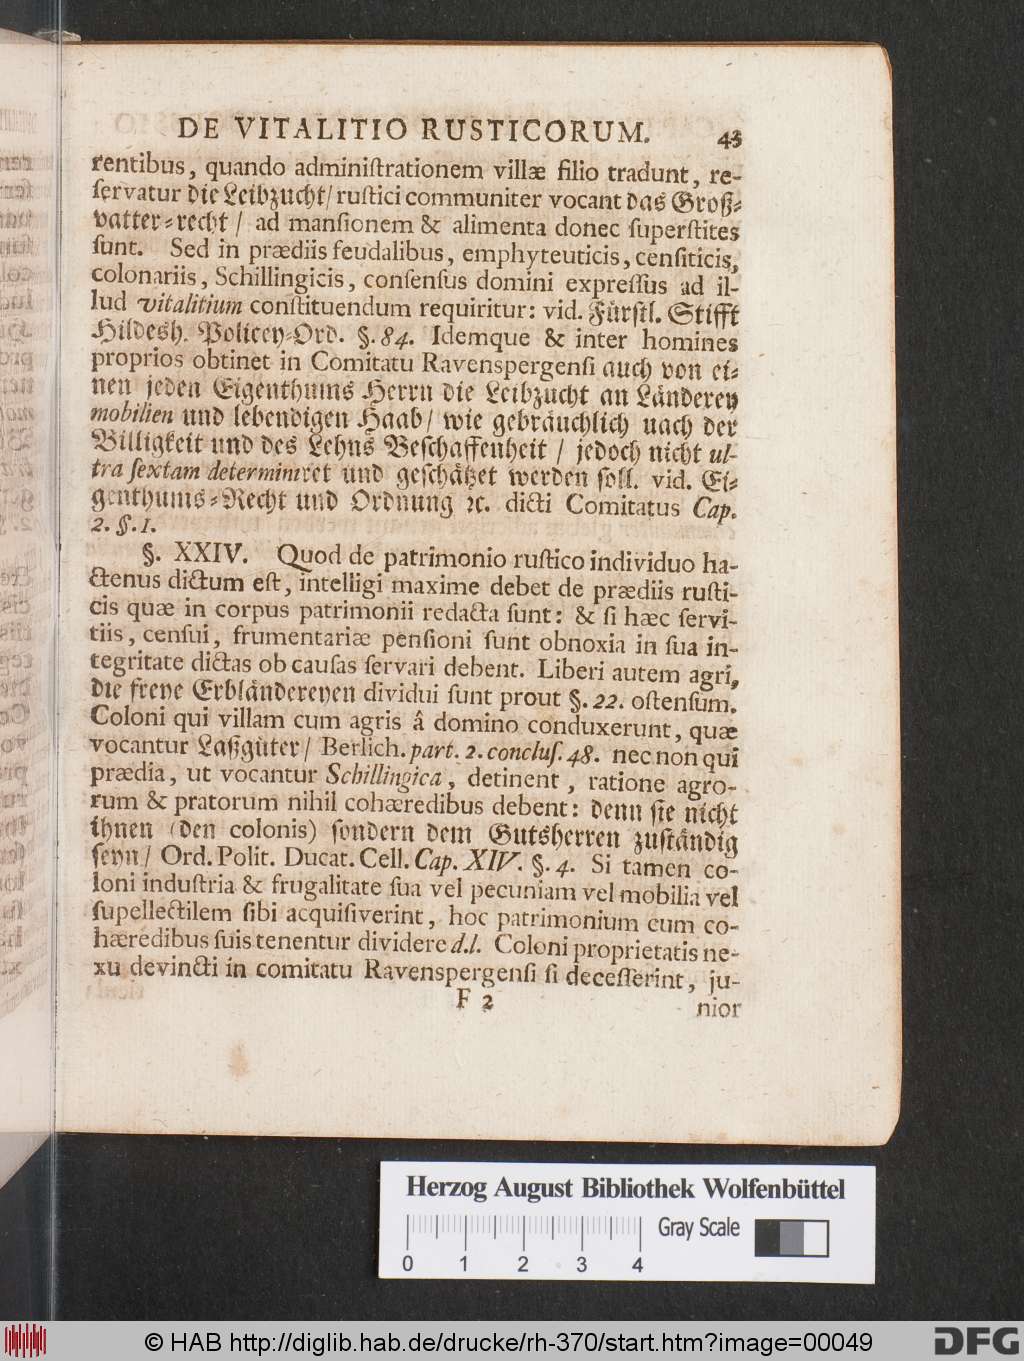 DE VITALITIO RUSTICORUM. 43
rentibus, quando adminiſtrationem villæ filio tradunt, re-
ſervatur die Leibzucht/ ruſtici communiter vocant das Groß-
vatter-recht / ad manſionem & alimenta donec ſuperſtites
ſunt. Sed in prædiis feudalibus, emphyteuticis, cenſiticis,
colonariis, Schillingicis, conſenſus domini expreſſus ad il-
lud vitalitium conſtituendum requiritur: vid. Fürſtl. Stifft
Hildesh. Policey-Ord. §. 84. Idemque & inter homines
proprios obtinet in Comitatu Ravenspergenſi auch von ei-
nen jeden Eigenthums Herrn die Leibzucht an Länderey
mobilien und lebendigen Haab/ wie gebräuchlich nach der
Billigkeit und des Lehns Beſchaffenheit / jedoch nicht ul-
tra ſextam determiniret und geſchätzet werden ſoll. vid. Ei-
genthums-Recht und Ordnung ꝛc. dicti Comitatus Cap.
2. §. 1.
§. XXIV. Quod de patrimonio ruſtico individuo ha-
ctenus dictum eſt, intelligi maxime debet de prædiis ruſti-
cis quæ in corpus patrimonii redacta ſunt: & ſi hæc ſervi-
tiis, cenſui, frumentariæ penſioni ſunt obnoxia in ſua in-
tegritate dictas ob cauſas ſervari debent. Liberi autem agri,
die freye Erbländereyen dividui ſunt prout §. 22. oſtenſum.
Coloni qui villam cum agris â domino conduxerunt, quæ
vocantur Laßgüter/ Berlich. part. 2. concluſ. 48. nec non qui
prædia, ut vocantur Schillingica, detinent, ratione agro-
rum & pratorum nihil cohæredibus debent: denn ſie nicht
ihnen (den colonis) ſondern dem Gutsherren zuſtändig
ſeyn/ Ord. Polit. Ducat. Cell. Cap. XIV. §. 4. Si tamen co-
loni induſtria & frugalitate ſua vel pecuniam vel mobilia vel
ſupellectilem ſibi acquiſiverint, hoc patrimonium cum co-
hæredibus ſuis tenentur dividere d.l. Coloni proprietatis ne-
xu devincti in comitatu Ravenspergenſi ſi deceſſerint, ju-
F 2 nior
Herzog August Bibliothek Wolfenbüttel
Gray Scale
0 1 2 3 4
© HAB http://diglib.hab.de/drucke/rh-370/start.htm?image=00049
DFG